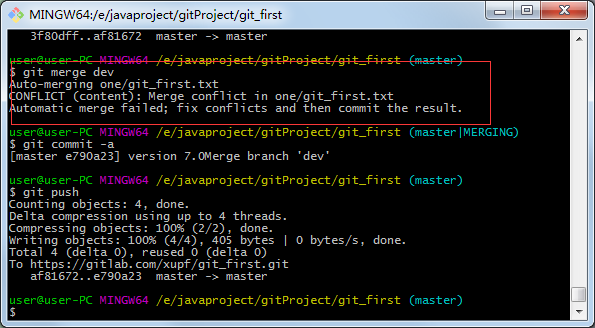 MINGW64:/e/javaproject/gitProject/git_first
3f80dff..af81672  master -> master
user@user-PC MINGW64 /e/javaproject/gitProject/git_first (master)
$ git merge dev
Auto-merging one/git_first.txt
CONFLICT (content): Merge conflict in one/git_first.txt
Automatic merge failed; fix conflicts and then commit the result.
user@user-PC MINGW64 /e/javaproject/gitProject/git_first (master|MERGING)
$ git commit -a
[master e790a23] version 7.0Merge branch 'dev'
user@user-PC MINGW64 /e/javaproject/gitProject/git_first (master)
$ git push
Counting objects: 4, done.
Delta compression using up to 4 threads.
Compressing objects: 100% (2/2), done.
Writing objects: 100% (4/4), 405 bytes | 0 bytes/s, done.
Total 4 (delta 0), reused 0 (delta 0)
To https://gitlab.com/xupf/git_first.git
af81672..e790a23  master -> master
user@user-PC MINGW64 /e/javaproject/gitProject/git_first (master)
$